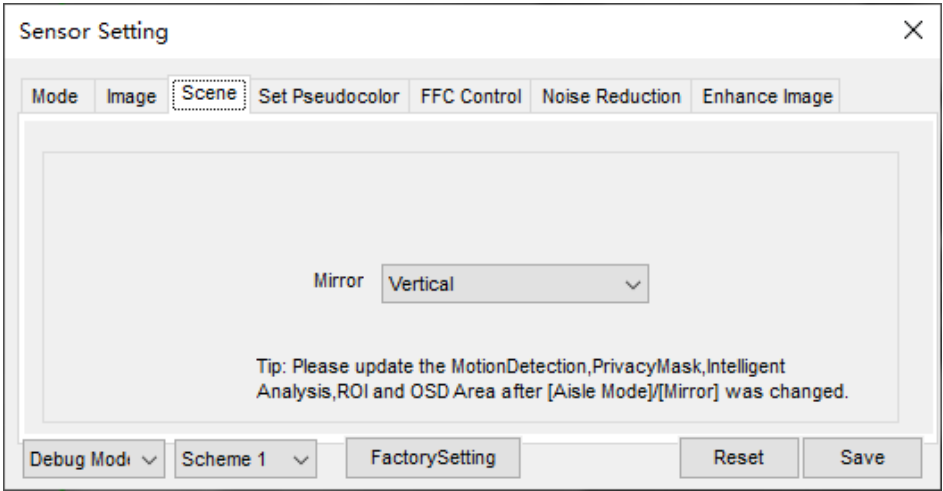 Sensor Setting
Mode Image Scene Set Pseudocolor FFC Control Noise Reduction Enhance Image
Mirror Vertical
Tip: Please update the MotionDetection,PrivacyMask,Intelligent
Analysis,ROI and OSD Area after [Aisle Mode]/[Mirror] was changed.
Debug Mod Scheme 1 FactorySetting Reset Save